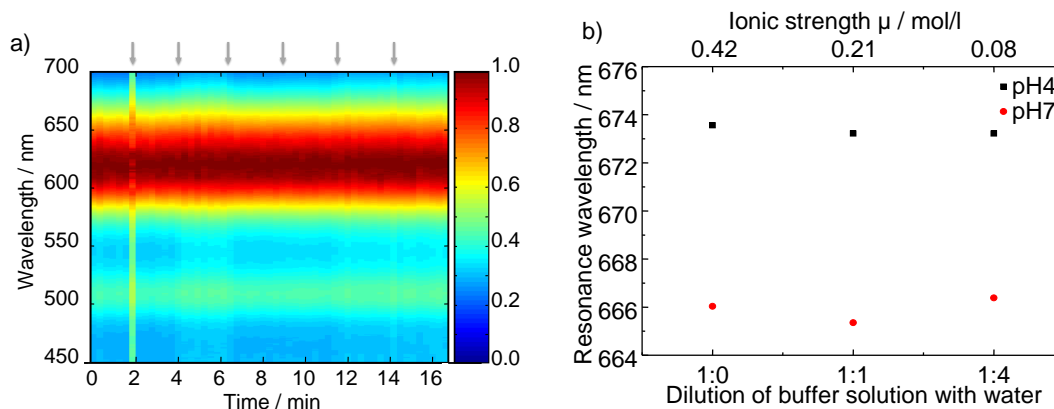 a)
700
650
600
550
500
450
Wavelength / nm
0 2 4 6 8 10 12 14 16
Time / min
1.0
0.8
0.6
0.4
0.2
0.0
b)
Ionic strength μ / mol/l
0.42 0.21 0.08
676
674
672
670
668
666
664
Resonance wavelength / nm
pH4
pH7
1:0 1:1 1:4
Dilution of buffer solution with water